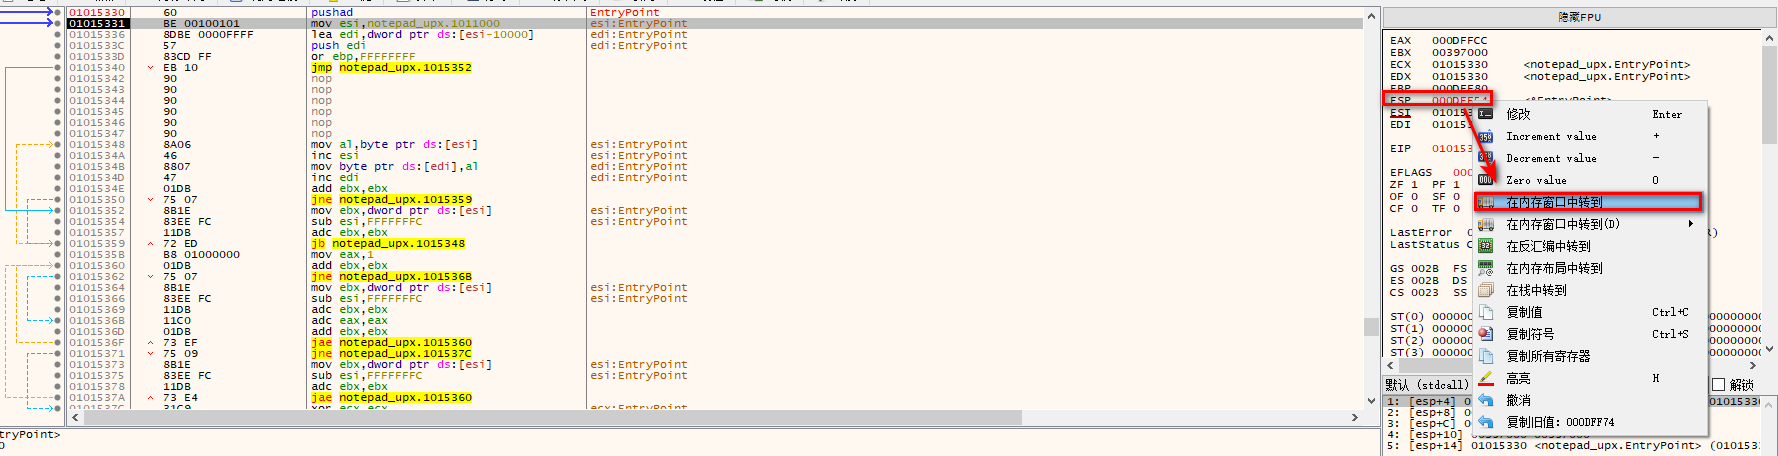 01015330 60 pushad EntryPoint
01015331 BE 00100101 mov esi,notepad_upx.1011000 esi:EntryPoint
01015336 8DBE 0000FFFF lea edi,dword ptr ds:[esi-10000] edi:EntryPoint
0101533C 57 push edi edi:EntryPoint
0101533D 83CD FF or ebp,FFFFFFFF
01015340 EB 10 jmp notepad_upx.1015352
01015342 90 nop
01015343 90 nop
01015344 90 nop
01015345 90 nop
01015346 90 nop
01015347 90 nop
01015348 8A06 mov al,byte ptr ds:[esi] esi:EntryPoint
0101534A 46 inc esi esi:EntryPoint
0101534B 8807 mov byte ptr ds:[edi],al edi:EntryPoint
0101534D 47 inc edi edi:EntryPoint
0101534E 01DB add ebx,ebx
01015350 75 07 jne notepad_upx.1015359
01015352 8B1E mov ebx,dword ptr ds:[esi] esi:EntryPoint
01015354 83EE FC sub esi,FFFFFFFC esi:EntryPoint
01015357 11DB adc ebx,ebx
01015359 72 ED jb notepad_upx.1015348
0101535B B8 01000000 mov eax,1
01015360 01DB add ebx,ebx
01015362 75 07 jne notepad_upx.101536B
01015364 8B1E mov ebx,dword ptr ds:[esi] esi:EntryPoint
01015366 83EE FC sub esi,FFFFFFFC esi:EntryPoint
01015369 11DB adc ebx,ebx
0101536B 11C0 adc eax,eax
0101536D 01DB add ebx,ebx
0101536F 73 EF jae notepad_upx.1015360
01015371 75 09 jne notepad_upx.101537C
01015373 8B1E mov ebx,dword ptr ds:[esi] esi:EntryPoint
01015375 83EE FC sub esi,FFFFFFFC esi:EntryPoint
01015378 11DB adc ebx,ebx
0101537A 73 E4 jae notepad_upx.1015360
0101537C 31C9 xor ecx,ecx ecx:EntryPoint
ntryPoint>
0
隐藏FPU
EAX 000DFFCC
EBX 00397000
ECX 01015330 <notepad_upx.EntryPoint>
EDX 01015330 <notepad_upx.EntryPoint>
EBP 000DFF80
ESP 000DFF54 <&EntryPoint>
ESI 01015
EDI 01015
EIP 01015
EFLAGS 000
ZF 1 PF 1
OF 0 SF 0
CF 0 TF 0
LastError
LastStatus C
GS 002B FS
ES 002B DS
CS 0023 SS
ST(0) 000000
ST(1) 000000
ST(2) 000000
ST(3) 000000
修改 Enter
Increment value +
Decrement value -
Zero value 0
在内存窗口中转到
在内存窗口中转到(D)
在反汇编中转到
在内存布局中转到
在栈中转到
复制值 Ctrl+C
复制符号 Ctrl+S
复制所有寄存器
高亮 H
撤消
复制旧值: 000DFF74
默认 (stdcall)
解锁
1: [esp+4] 01015330
2: [esp+8]
3: [esp+C]
4: [esp+10] 00397000 00397000
5: [esp+14] 01015330 <notepad_upx.EntryPoint> (01015330